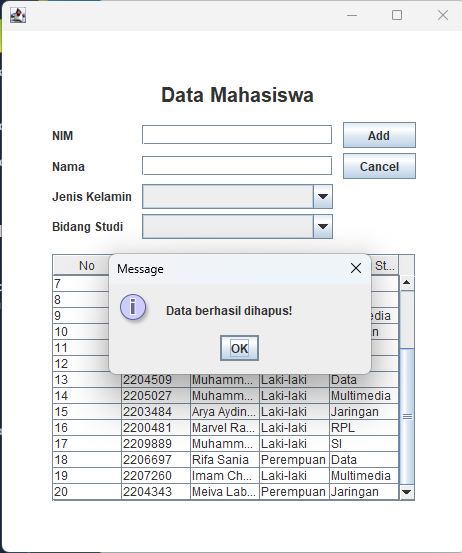 Data Mahasiswa
NIM Add
Nama Cancel
Jenis Kelamin
Bidang Studi
No St...
Message
Data berhasil dihapus!
OK
7
8
9
10
11
12
13 2204509 Muhamm... Laki-laki Data
14 2205027 Muhamm... Laki-laki Multimedia
15 2203484 Arya Aydin... Laki-laki Jaringan
16 2200481 Marvel Ra... Laki-laki RPL
17 2209889 Muhamm... Laki-laki SI
18 2206697 Rifa Sania Perempuan Data
19 2207260 Imam Ch... Laki-laki Multimedia
20 2204343 Meiva Lab... Perempuan Jaringan